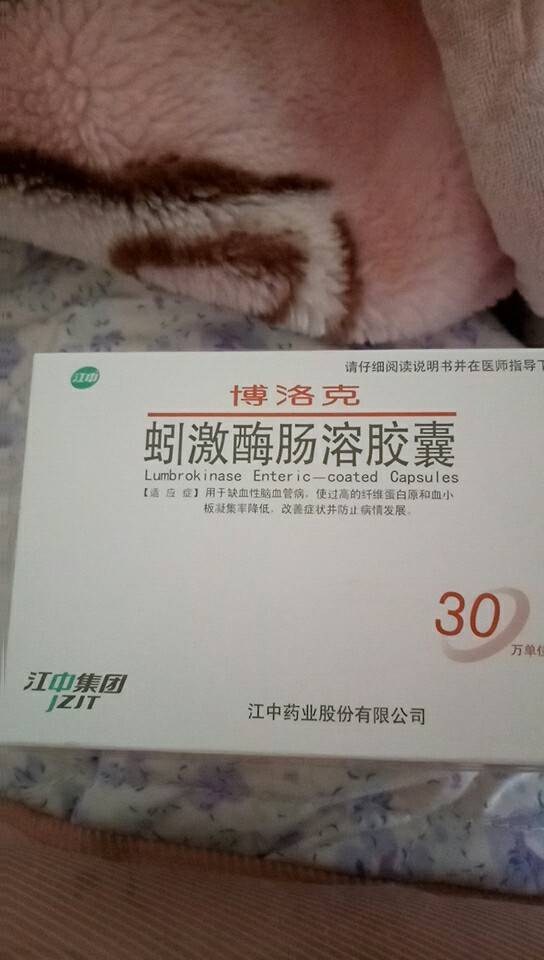 江中
请仔细阅读说明书并在医师指导下
博洛克
蚓激酶肠溶胶囊
Lumbrokinase Enteric—coated Capsules
【适应症】用于缺血性脑血管病，使过高的纤维蛋白原和血小
板凝集率降低，改善症状并防止病情发展。
30
万单位
江中集团
JZJT
江中药业股份有限公司